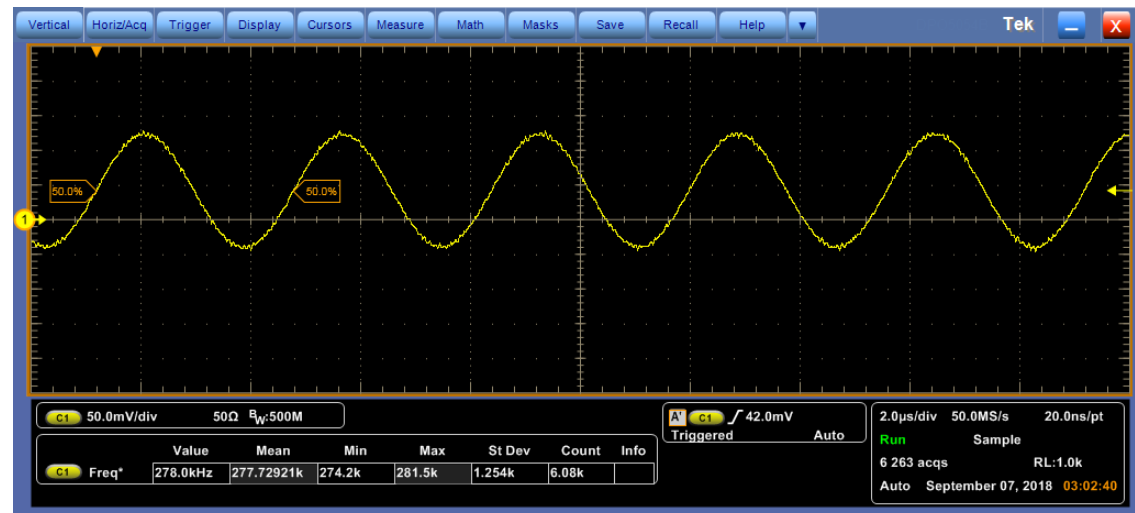 Vertical Horiz/Acq Trigger Display Cursors Measure Math Masks Save Recall Help Tek X
50.0% 50.0%
1
C1 50.0mV/div 50Ω BW:500M
Value Mean Min Max St Dev Count Info
C1 Freq* 278.0kHz 277.72921k 274.2k 281.5k 1.254k 6.08k
A' C1 42.0mV
Triggered Auto
2.0µs/div 50.0MS/s 20.0ns/pt
Run Sample
6 263 acqs RL:1.0k
Auto September 07, 2018 03:02:40